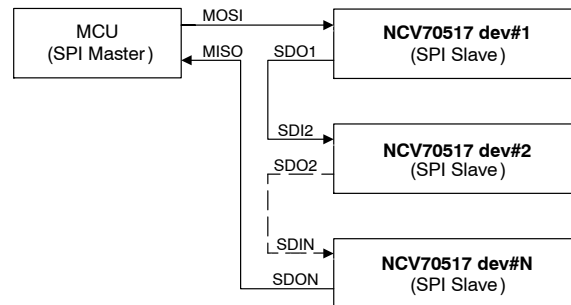 MCU
(SPI Master)
MOSI
MISO
NCV70517 dev#1
(SPI Slave)
SDO1
SDI2
NCV70517 dev#2
(SPI Slave)
SDO2
SDIN
NCV70517 dev#N
(SPI Slave)
SDON